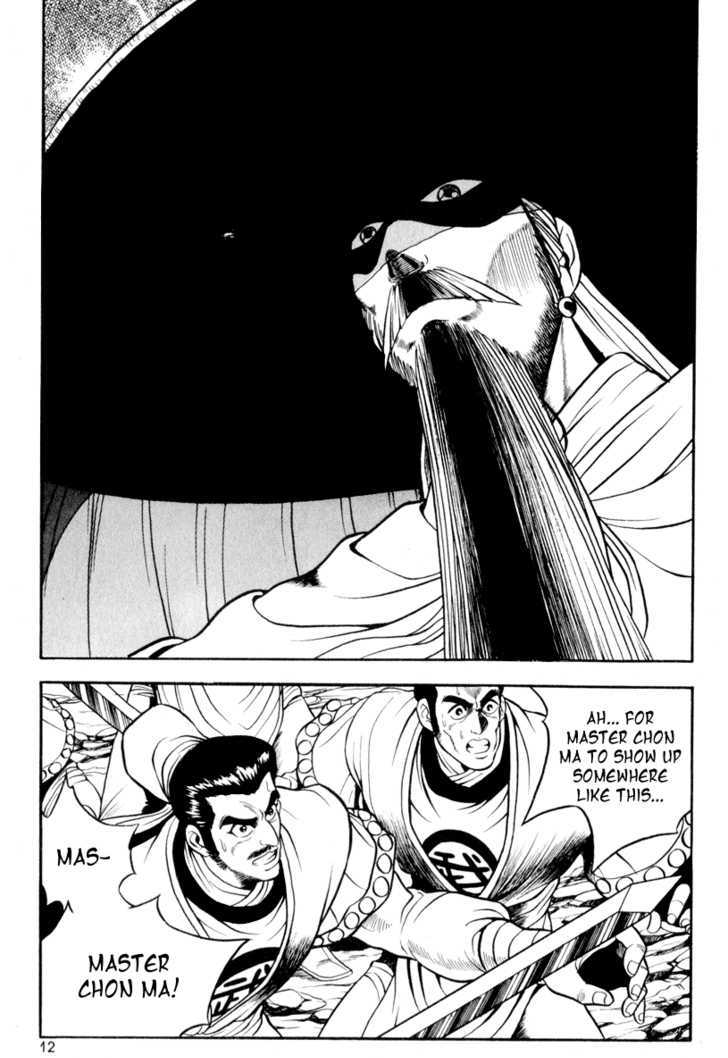 AH... FOR
MASTER CHON
MA TO SHOW UP
SOMEWHERE
LIKE THIS...
MAS-
MASTER
CHON MA!
12